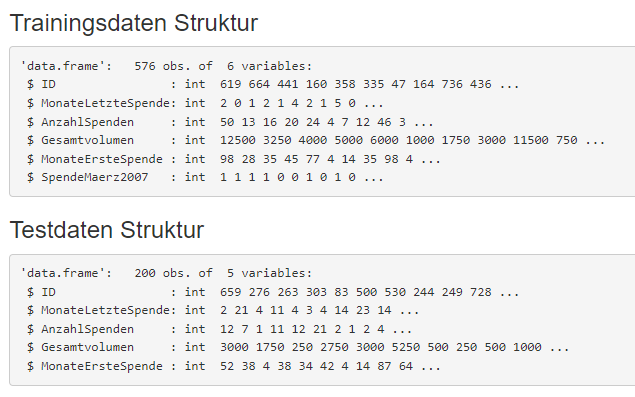 Trainingsdaten Struktur
'data.frame':   576 obs. of  6 variables:
 $ ID                 : int  619 664 441 160 358 335 47 164 736 436 ...
 $ MonateLetzteSpende: int  2 0 1 2 1 4 2 1 5 0 ...
 $ AnzahlSpenden     : int  50 13 16 20 24 4 7 12 46 3 ...
 $ Gesamtvolumen     : int  12500 3250 4000 5000 6000 1000 1750 3000 11500 750 ...
 $ MonateErsteSpende : int  98 28 35 45 77 4 14 35 98 4 ...
 $ SpendeMaerz2007   : int  1 1 1 1 0 0 1 0 1 0 ...
Testdaten Struktur
'data.frame':   200 obs. of  5 variables:
 $ ID                : int  659 276 263 303 83 500 530 244 249 728 ...
 $ MonateLetzteSpende: int  2 21 4 11 4 3 4 14 23 14 ...
 $ AnzahlSpenden     : int  12 7 1 11 12 21 2 1 2 4 ...
 $ Gesamtvolumen     : int  3000 1750 250 2750 3000 5250 500 250 500 1000 ...
 $ MonateErsteSpende : int  52 38 4 38 34 42 4 14 87 64 ...